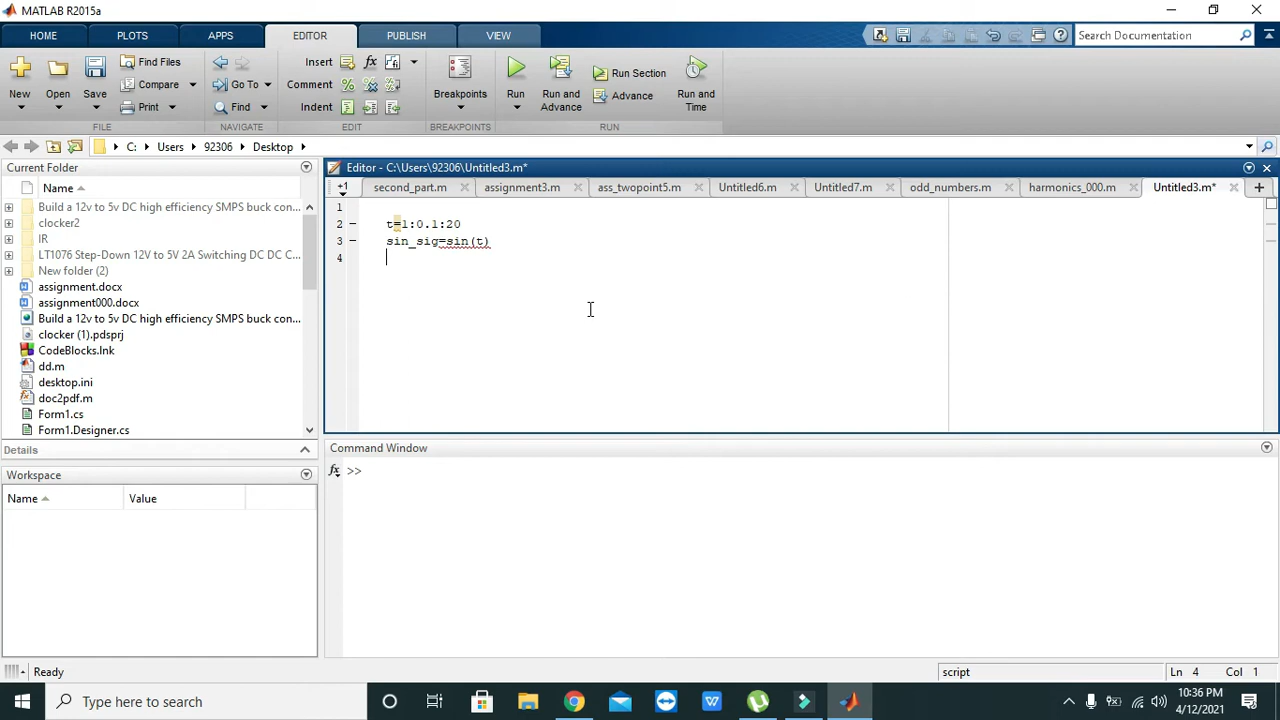 MATLAB R2015a
HOME PLOTS APPS EDITOR PUBLISH VIEW Search Documentation
New Open Save Find Files Compare Print Go To Find Insert fx Comment Indent Breakpoints Run Run and Advance Run Section Advance Run and Time
FILE NAVIGATE EDIT BREAKPOINTS RUN
C: Users 92306 Desktop
Current Folder
Name
Build a 12v to 5v DC high efficiency SMPS buck con...
clocker2
IR
LT1076 Step-Down 12V to 5V 2A Switching DC DC C...
New folder (2)
assignment.docx
assignment000.docx
Build a 12v to 5v DC high efficiency SMPS buck con...
clocker (1).pdsprj
CodeBlocks.lnk
dd.m
desktop.ini
doc2pdf.m
Form1.cs
Form1.Designer.cs
Details
Workspace
Name Value
Editor - C:\Users\92306\Untitled3.m*
+1 second_part.m assignment3.m ass_twopoint5.m Untitled6.m Untitled7.m odd_numbers.m harmonics_000.m Untitled3.m*
1
2 – t=1:0.1:20
3 – sin_sig=sin(t)
4
Command Window
fx >>
Ready script Ln 4 Col 1
Type here to search
10:36 PM
4/12/2021